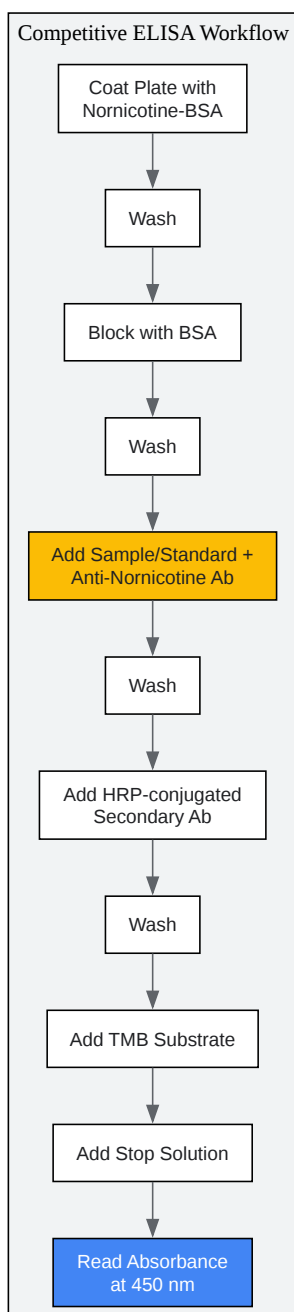 Competitive ELISA Workflow
Coat Plate with
Nornicotine-BSA
Wash
Block with BSA
Wash
Add Sample/Standard +
Anti-Nornicotine Ab
Wash
Add HRP-conjugated
Secondary Ab
Wash
Add TMB Substrate
Add Stop Solution
Read Absorbance
at 450 nm